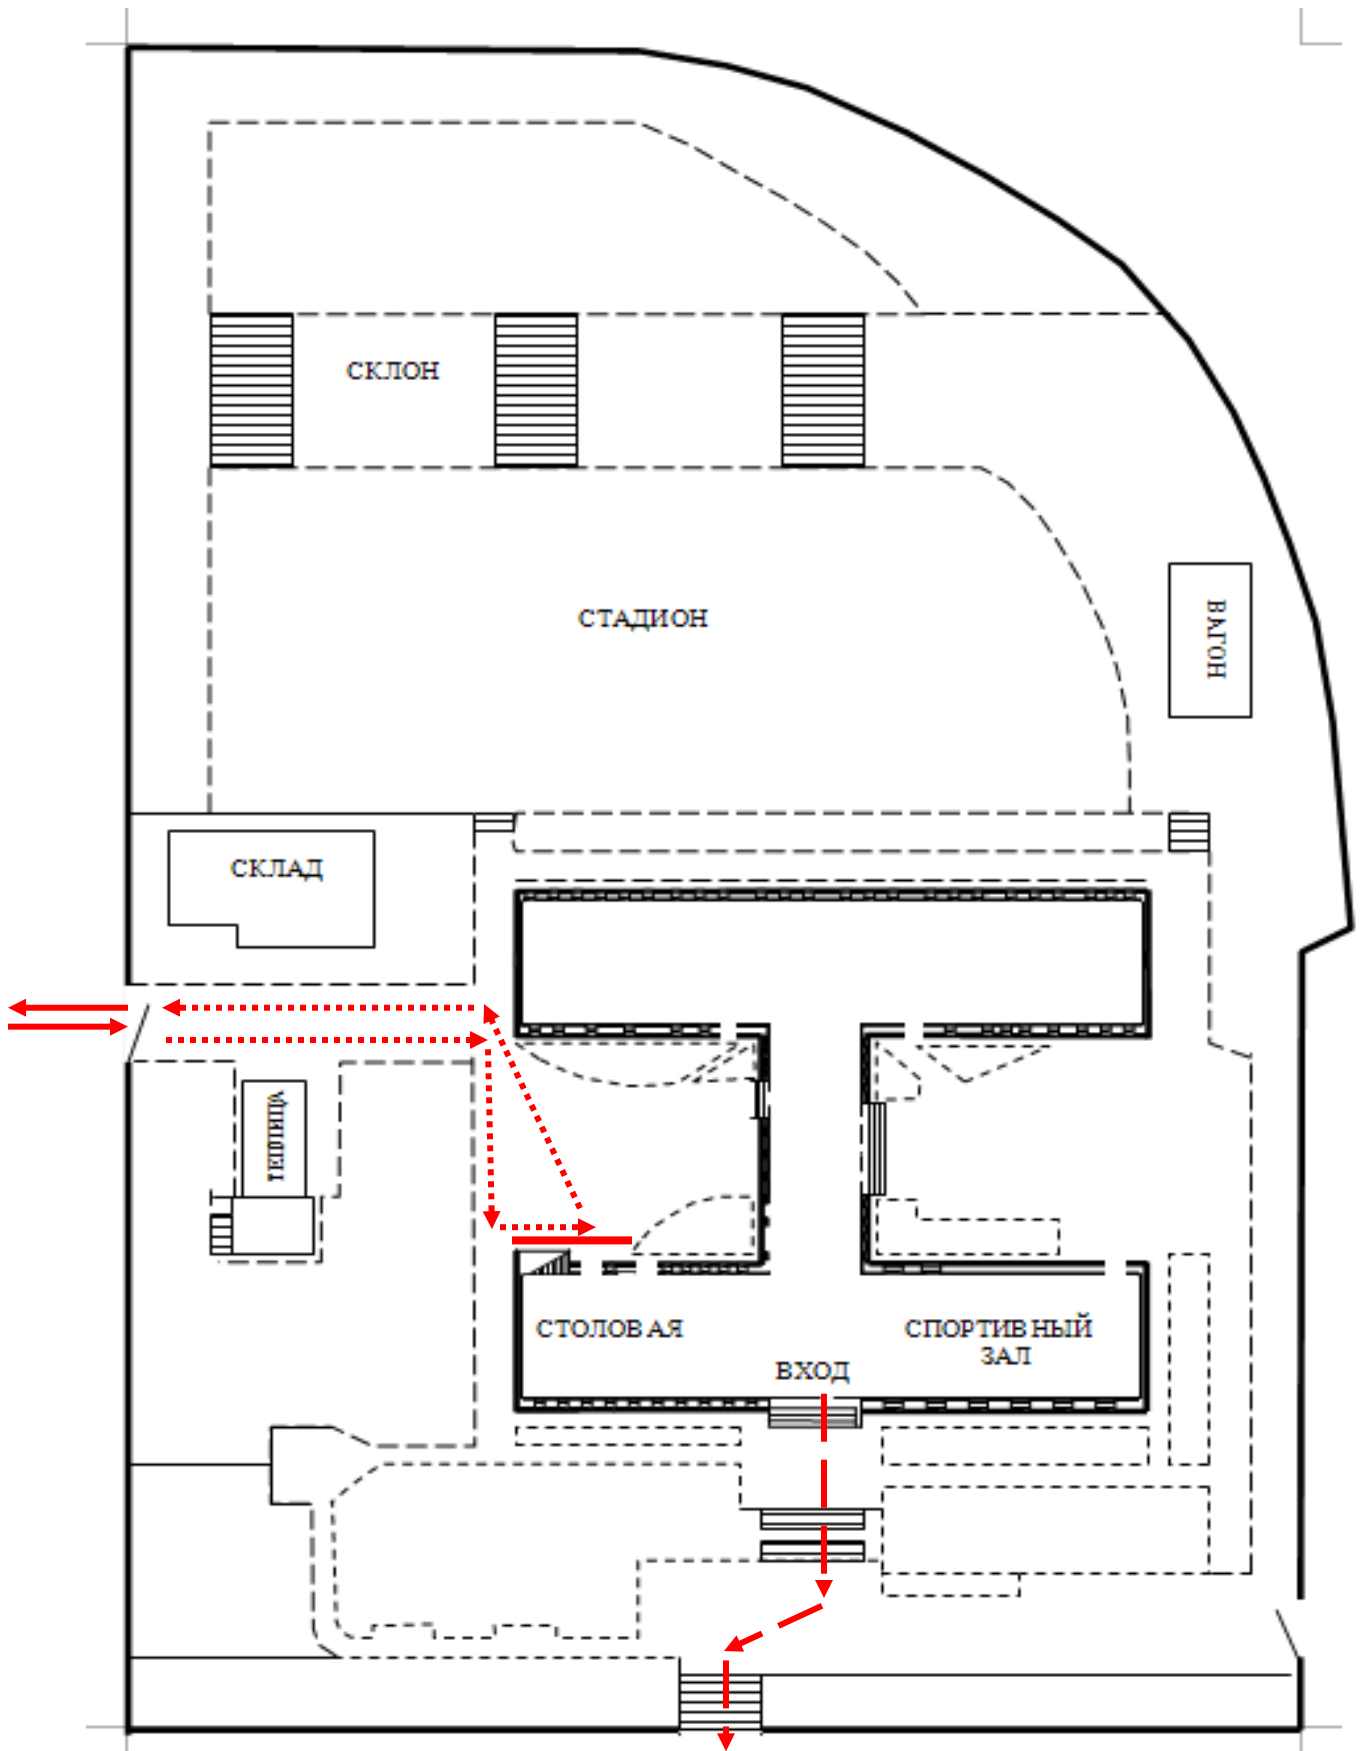 СКЛОН
СТАДИОН
ВАГОН
СКЛАД
ТЕПЛИЦА
СТОЛОВАЯ
СПОРТИВНЫЙ
ЗАЛ
ВХОД